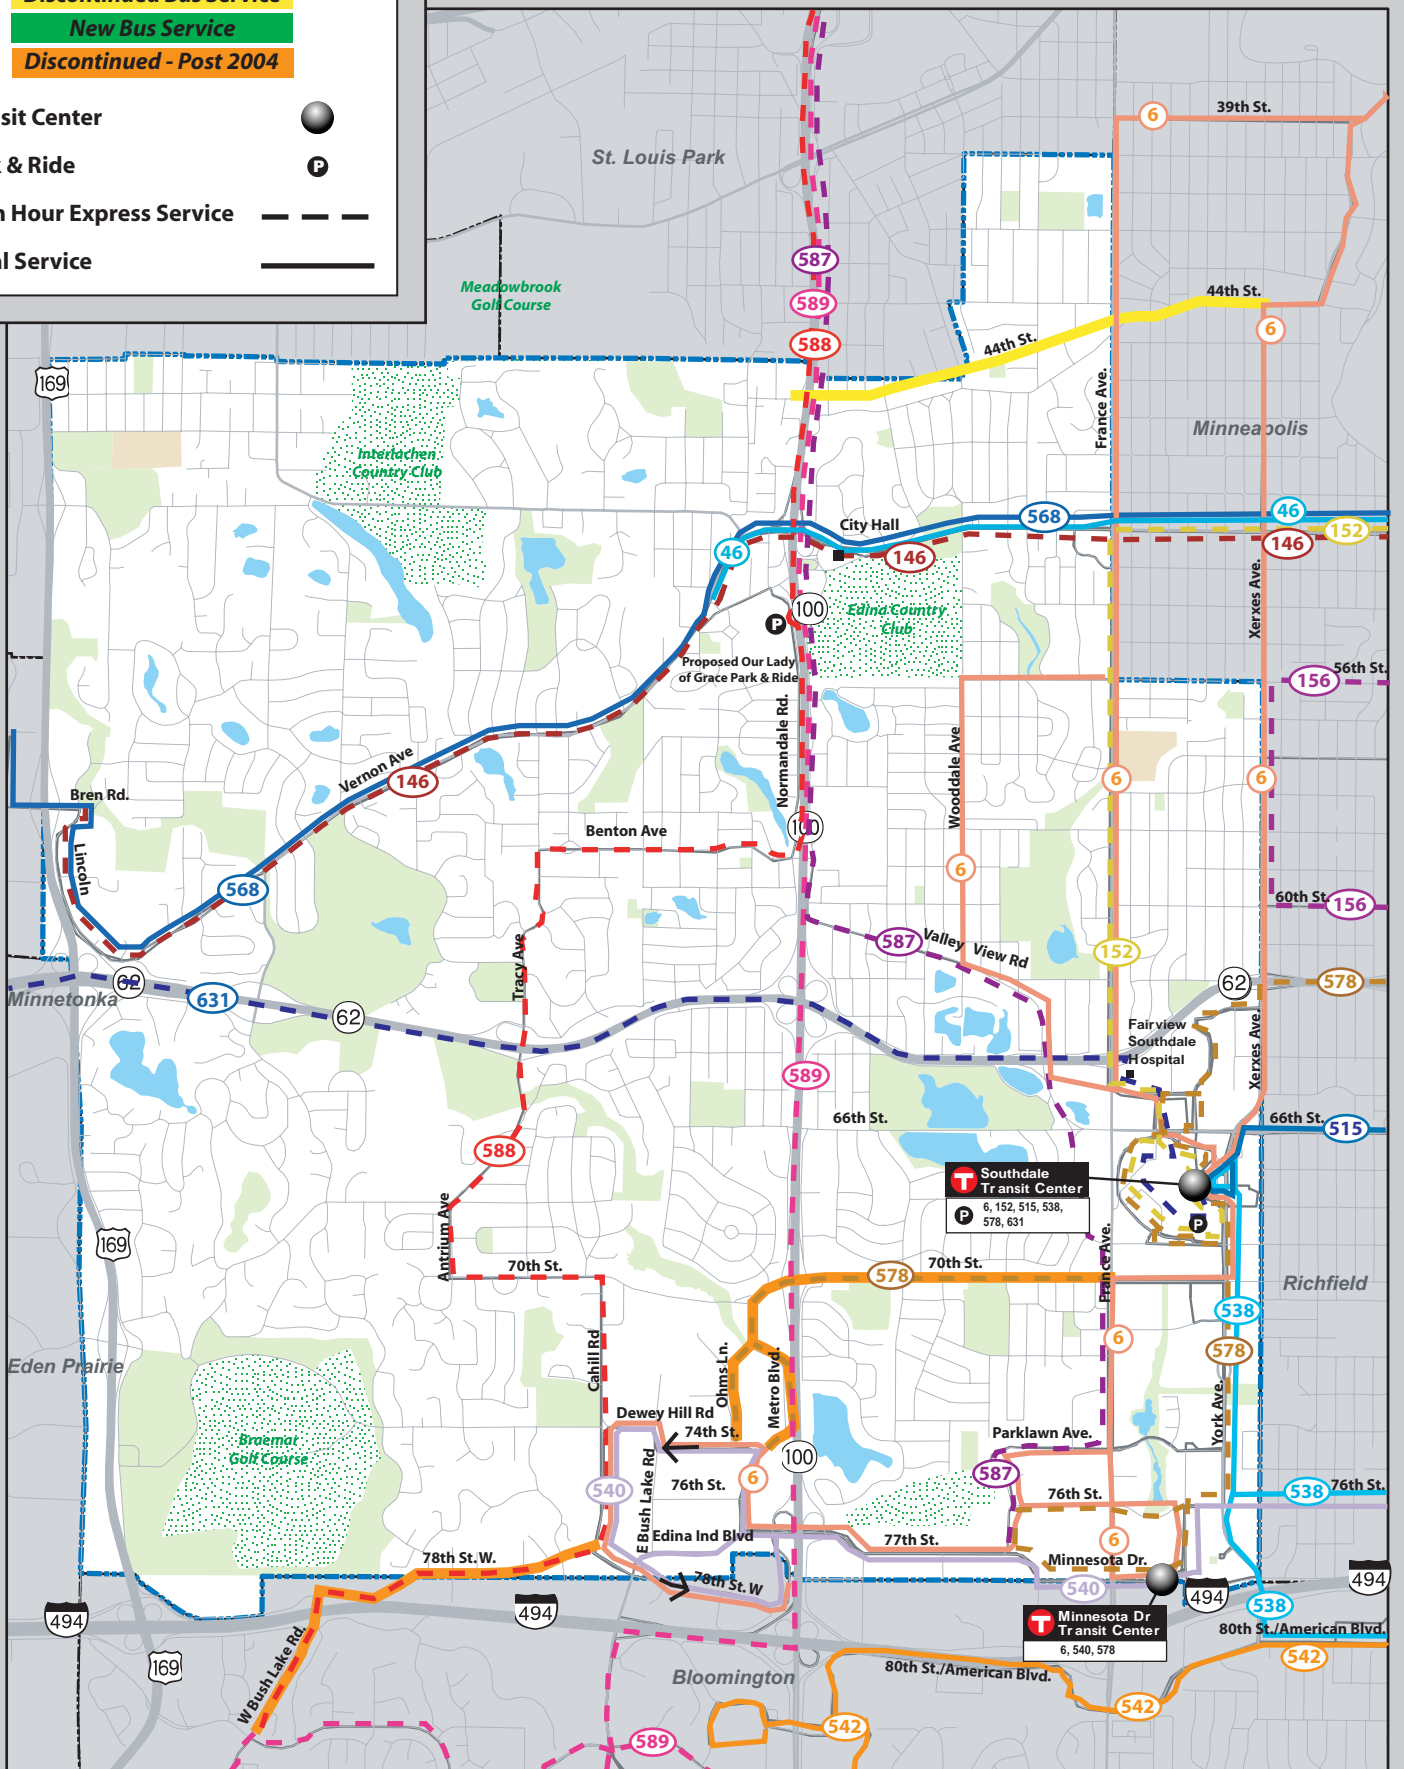 Discontinued Bus Service
New Bus Service
Discontinued - Post 2004
sit Center
& Ride
P
Hour Express Service
l Service
39th St.
6
St. Louis Park
587
Meadowbrook
Golf Course
589
588
44th St.
44th St.
6
169
France Ave.
Minneapolis
Interlachen
Country Club
City Hall
568
46
152
46
146
146
Xerxes Ave.
100
Edina Country
Club
P
Proposed Our Lady
of Grace Park & Ride
56th St.
156
Normandale Rd.
Woodale Ave
Vernon Ave
146
6
6
Bren Rd.
100
Benton Ave
Lincoln
6
568
60th St.
156
587
Valley View Rd
152
Tracy Ave
62
62
578
Minnetonka
631
62
Fairview
Southdale
Hospital
Xerxes Ave.
589
66th St.
66th St.
515
588
T
Southdale
Transit Center
P
6, 152, 515, 538,
578, 631
P
Antrium Ave
169
France Ave.
70th St.
578
70th St.
Richfield
538
6
578
Eden Prairie
Cahill Rd
Ohms Ln.
Metro Blvd.
York Ave.
Dewey Hill Rd
74th St.
Parklawn Ave.
Braemar
Golf Course
100
587
540
E Bush Lake Rd
76th St.
6
76th St.
538
76th St.
Edina Ind Blvd
77th St.
6
78th St.W.
Minnesota Dr.
78th St. W
540
494
494
494
494
538
T
Minnesota Dr
Transit Center
6, 540, 578
80th St./American Blvd.
W Bush Lake Rd.
169
Bloomington
80th St./American Blvd.
542
542
542
589